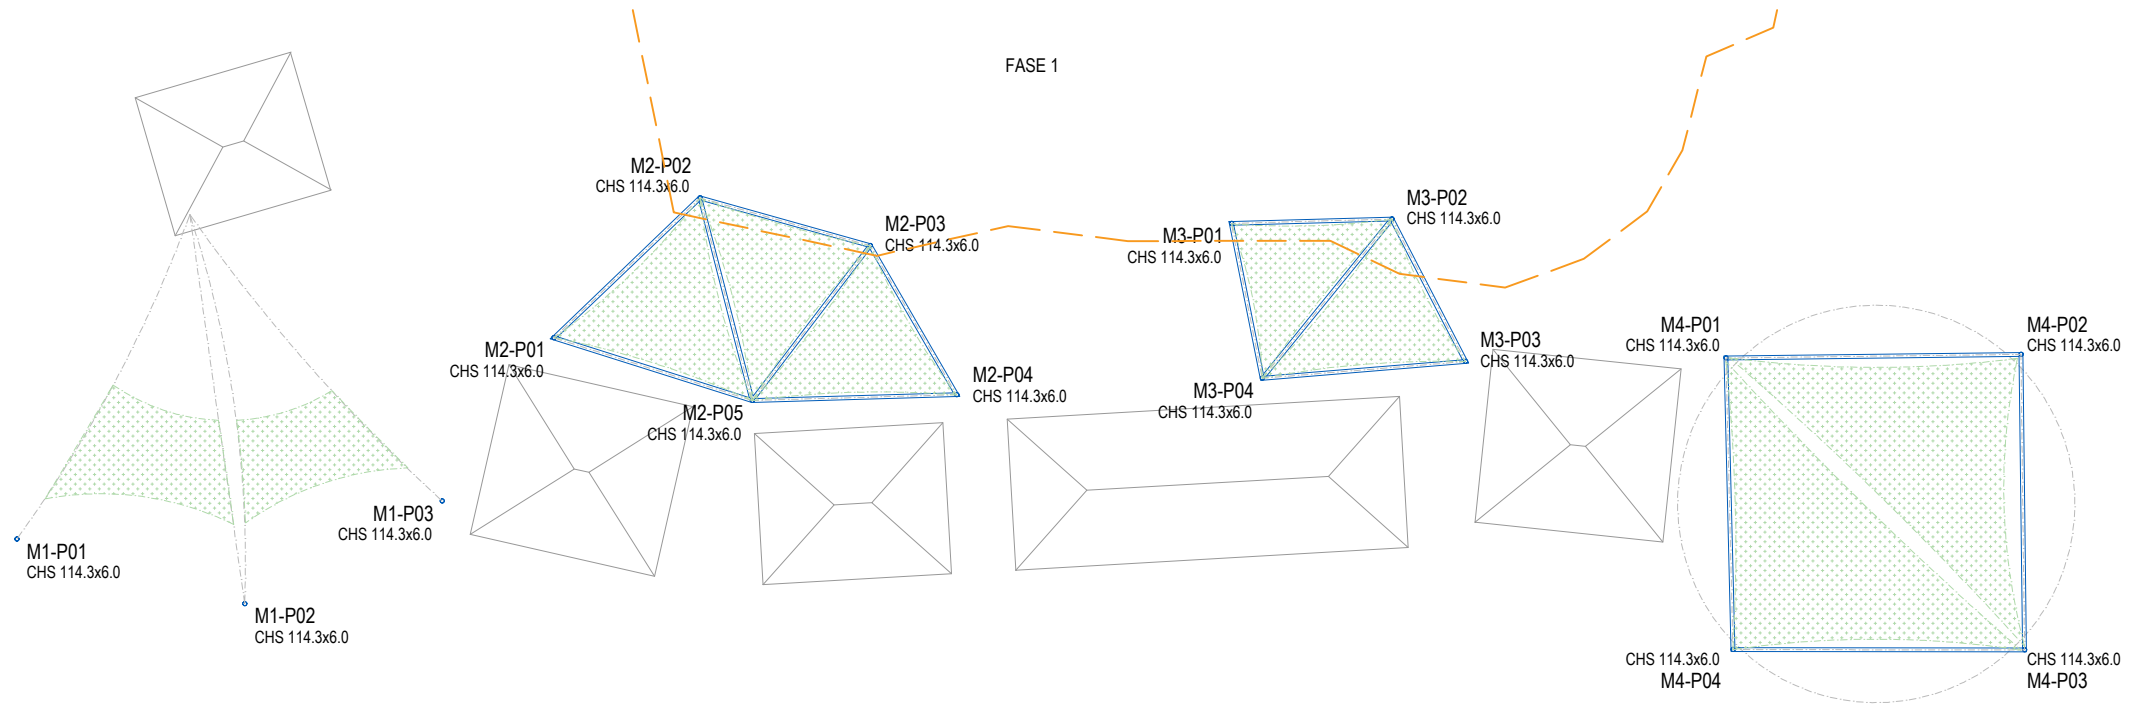 FASE 1
M2-P02
CHS 114.3x6.0
M2-P03
CHS 114.3x6.0
M3-P02
CHS 114.3x6.0
M3-P01
CHS 114.3x6.0
M2-P01
CHS 114.3x6.0
M2-P04
CHS 114.3x6.0
M2-P05
CHS 114.3x6.0
M3-P03
CHS 114.3x6.0
M3-P04
CHS 114.3x6.0
M4-P01
CHS 114.3x6.0
M4-P02
CHS 114.3x6.0
M1-P03
CHS 114.3x6.0
M1-P01
CHS 114.3x6.0
M1-P02
CHS 114.3x6.0
CHS 114.3x6.0
M4-P04
CHS 114.3x6.0
M4-P03